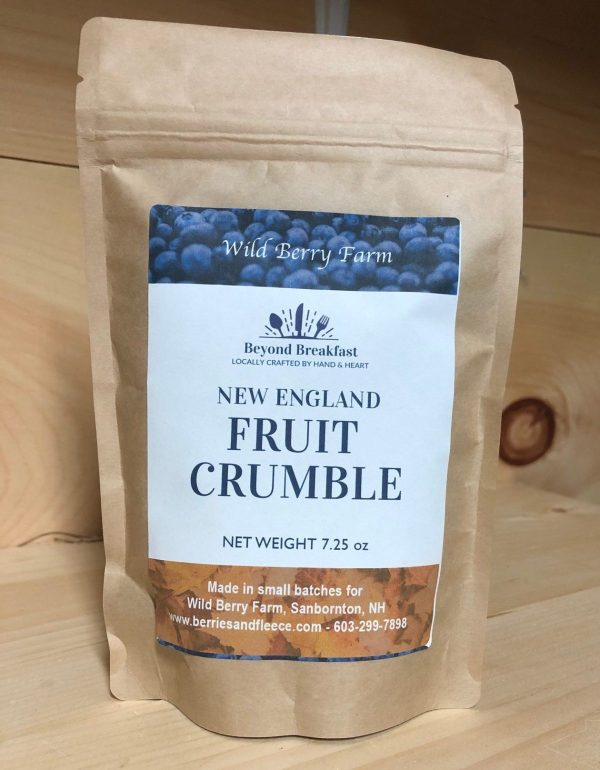 Wild Berry Farm
Beyond Breakfast
LOCALLY CRAFTED BY HAND & HEART
NEW ENGLAND
FRUIT
CRUMBLE
NET WEIGHT 7.25 oz
Made in small batches for
Wild Berry Farm, Sanbornton, NH
www.berriesandfleece.com - 603-299-7898